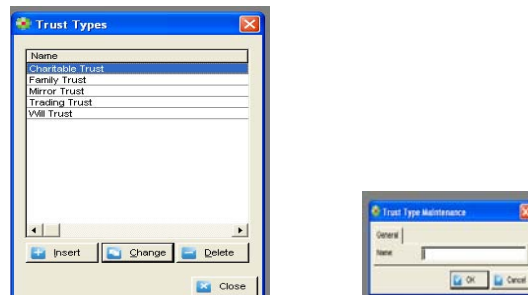 Trust Types
Name
Charitable Trust
Family Trust
Mirror Trust
Trading Trust
Will Trust
Insert Change Delete
Close
Trust Type Maintenance
General
Name
OK Cancel